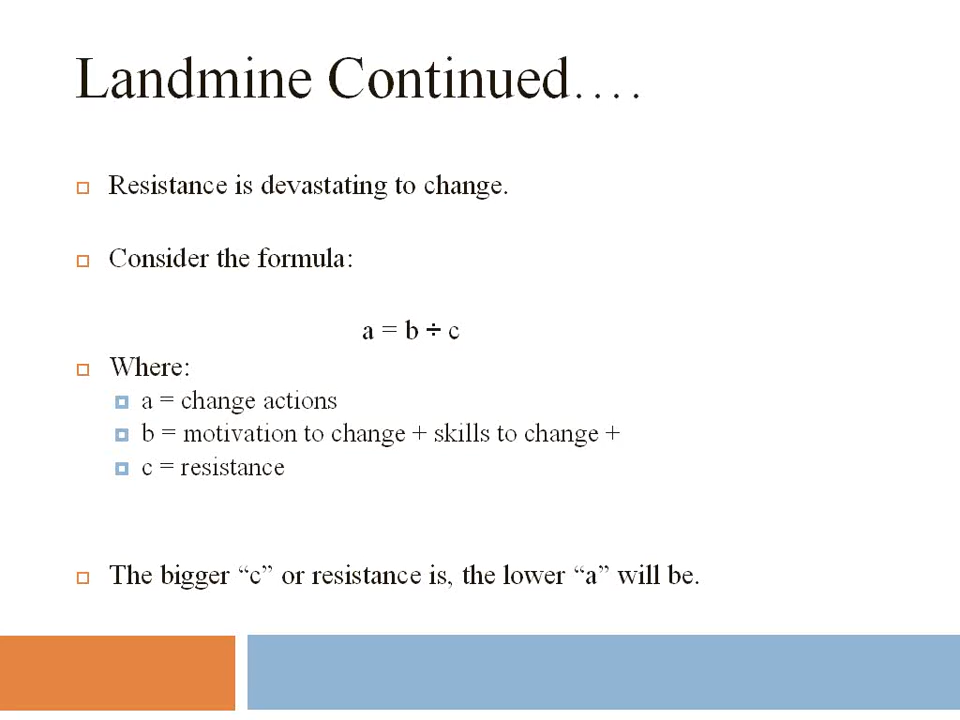 Landmine Continued….
Resistance is devastating to change.
Consider the formula:
a = b ÷ c
Where:
a = change actions
b = motivation to change + skills to change +
c = resistance
The bigger “c” or resistance is, the lower “a” will be.